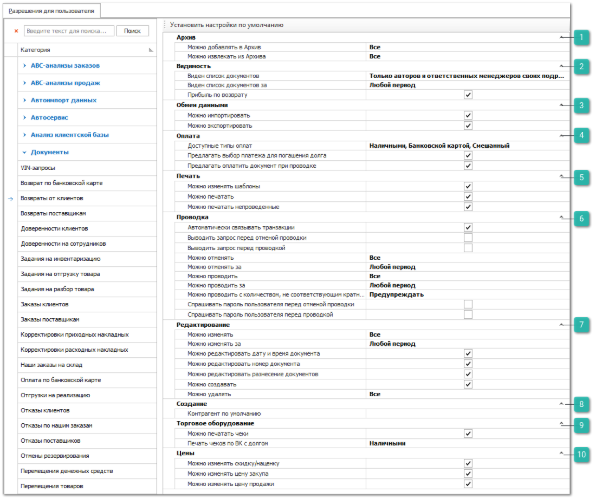 Разрешения для пользователя
Введите текст для поиска...
Поиск
Категория
ABC-анализы заказов
ABC-анализы продаж
Автоимпорт данных
Автосервис
Анализ клиентской базы
Документы
VIN-запросы
Возврат по банковской карте
Возвраты от клиентов
Возвраты поставщикам
Доверенности клиентов
Доверенности на сотрудников
Задания на инвентаризацию
Задания на отгрузку товара
Задания на разбор товара
Заказы клиентов
Заказы поставщикам
Корректировки приходных накладных
Корректировки расходных накладных
Наши заказы на склад
Оплата по банковской карте
Отгрузки на реализацию
Отказы клиентов
Отказы по нашим заказам
Отказы поставщиков
Отмены резервирования
Перемещения денежных средств
Перемещения товаров
Установить настройки по умолчанию
Архив 1
Можно добавлять в Архив Все
Можно извлекать из Архива Все
Видимость 2
Виден список документов Только авторов и ответственных менеджеров своих подр...
Виден список документов за Любой период
Прибыль по возврату
Обмен данными 3
Можно импортировать
Можно экспортировать
Оплата 4
Доступные типы оплат Наличными, Банковской картой, Смешанный
Предлагать выбор платежа для погашения долга
Предлагать оплатить документ при проводке
Печать 5
Можно изменять шаблоны
Можно печатать
Можно печатать непроведенные
Проводка 6
Автоматически связывать транзакции
Выводить запрос перед отменой проводки
Выводить запрос перед проводкой
Можно отменять Все
Можно отменять за Любой период
Можно проводить Все
Можно проводить за Любой период
Можно проводить с количеством, не соответствующим кратн... Предупреждать
Спрашивать пароль пользователя перед отменой проводки
Спрашивать пароль пользователя перед проводкой
Редактирование 7
Можно изменять Все
Можно изменять за Любой период
Можно редактировать дату и время документа
Можно редактировать номер документа
Можно редактировать разнесение документов
Можно создавать
Можно удалять Все
Создание 8
Контрагент по умолчанию
Торговое оборудование 9
Можно печатать чеки
Печать чеков по ВК с долгом Наличными
Цены 10
Можно изменять скидку/наценку
Можно изменять цену закупа
Можно изменять цену продажи